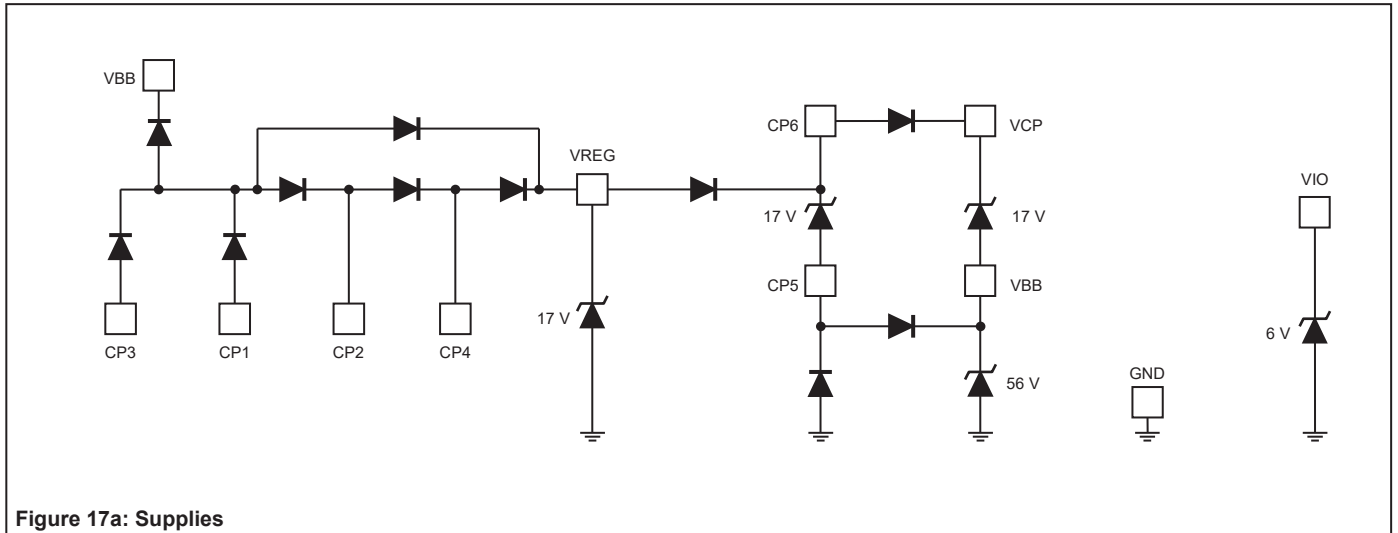 VBB
CP6
VCP
VREG
VIO
17 V
17 V
CP5
VBB
17 V
6 V
CP3
CP1
CP2
CP4
GND
56 V
Figure 17a: Supplies